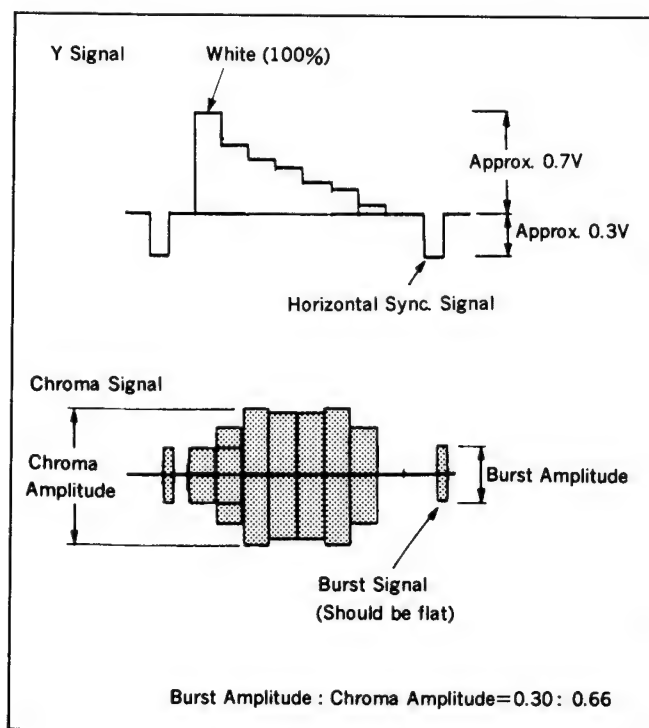 Y Signal
White (100%)
Approx. 0.7V
Approx. 0.3V
Horizontal Sync. Signal
Chroma Signal
Chroma
Amplitude
Burst Amplitude
Burst Signal
(Should be flat)
Burst Amplitude : Chroma Amplitude=0.30: 0.66